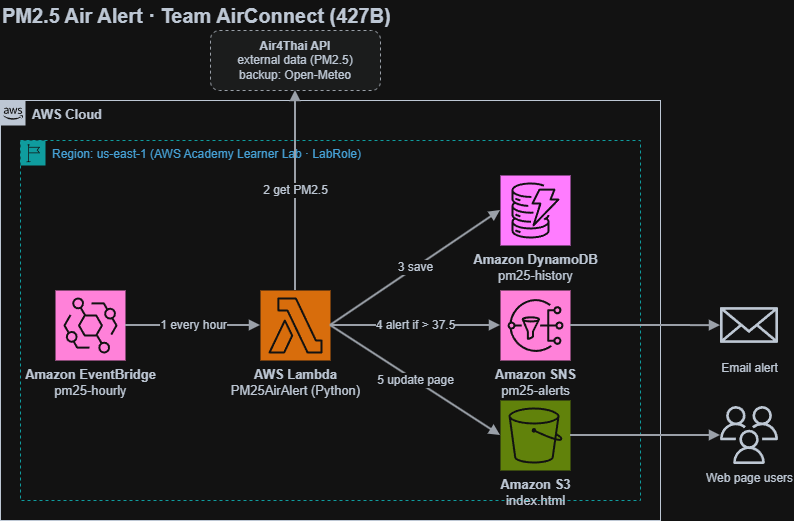 PM2.5 Air Alert · Team AirConnect (427B)
Air4Thai API
external data (PM2.5)
backup: Open-Meteo
aws
AWS Cloud
Region: us-east-1 (AWS Academy Learner Lab · LabRole)
2 get PM2.5
3 save
Amazon DynamoDB
pm25-history
1 every hour
4 alert if > 37.5
Amazon EventBridge
pm25-hourly
AWS Lambda
PM25AirAlert (Python)
Amazon SNS
pm25-alerts
Email alert
5 update page
Amazon S3
index.html
Web page users